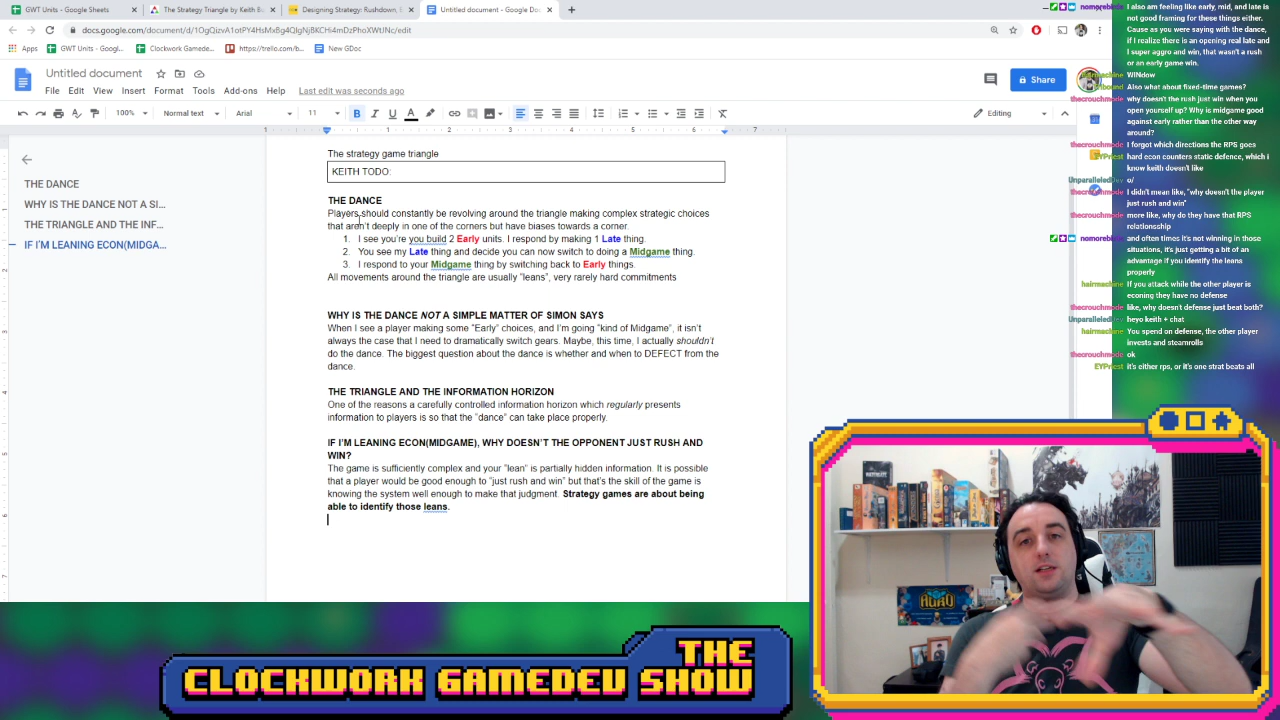 GWT Units - Google Sheets
The Strategy Triangle by Keith Bu
Designing Strategy: Rushdown, E
Untitled document - Google Docs
docs.google.com/document/d/1OgQizvA1otPY4HsMxBg4QlgNjBKCHi4mDzPhoXWtJNc/edit
Apps
GWT Units - Googl...
Clockwork Gamede...
https://trello.com/b...
New GDoc
Untitled document
File Edit View Insert Format Tools Add-ons Help
Last edit was seconds ago
Share
100%
Normal text
Arial
11
B I U A
Editing
THE DANCE
WHY IS THE DANCE NOT A SI...
THE TRIANGLE AND THE INF...
IF I'M LEANING ECON(MIDGA...
The strategy game triangle
KEITH TODO:
THE DANCE
Players should constantly be revolving around the triangle making complex strategic choices
that aren't deeply in one of the corners but have biases towards a corner.
1. I see you're you build 2 Early units. I respond by making 1 Late thing.
2. You see my Late thing and decide you can now switch to doing a Midgame thing.
3. I respond to your Midgame thing by switching back to Early things.
All movements around the triangle are usually "leans", very rarely hard commitments
WHY IS THE DANCE NOT A SIMPLE MATTER OF SIMON SAYS
When I see a player making some "Early" choices, and I'm going "kind of Midgame", it isn't
always the case that I need to dramatically switch gears. Maybe, this time, I actually shouldn't
do the dance. The biggest question about the dance is whether and when to DEFECT from the
dance.
THE TRIANGLE AND THE INFORMATION HORIZON
One of the reasons a carefully controlled information horizon which regularly presents
information to players is so that the "dance" can take place properly.
IF I'M LEANING ECON(MIDGAME), WHY DOESN'T THE OPPONENT JUST RUSH AND
WIN?
The game is sufficiently complex and your "lean" is partially hidden information. It is possible
that a player would be good enough to "just rush and win" but that's the skill of the game is
knowing the system well enough to make that judgment. Strategy games are about being
able to identify those leans.
I also am feeling like early, mid, and late is
not good framing for these things either.
Cause as you were saying with the dance,
if I realize there is an opening real late and
I super aggro and win, that wasn't a rush
or an early game win.
hairmachine WINdow
Also what about fixed-time games?
thecrouchmode why doesn't the rush just win when you
open yourself up? Why is midgame good
against early rather than the other way
around?
thecrouchmode I forgot which directions the RPS goes
EYPriest hard econ counters static defence, which i
know keith doesn't like
UnparalleledDev o/
thecrouchmode I didn't mean like, "why doesn't the player
just rush and win"
thecrouchmode more like, why do they have that RPS
relationsship
nomorebirds and often times it's not winning in those
situations, it's just getting a bit of an
advantage if you identify the leans
properly
hairmachine If you attack while the other player is
econing they have no defense
thecrouchmode like, why doesn't defense just beat both?
UnparalleledDev heyo keith + chat
hairmachine You spend on defense, the other player
invests and steamrolls
thecrouchmode ok
EYPriest it's either rps, or it's one strat beats all
AGRO
THE
CLOCKWORK GAMEDEV SHOW